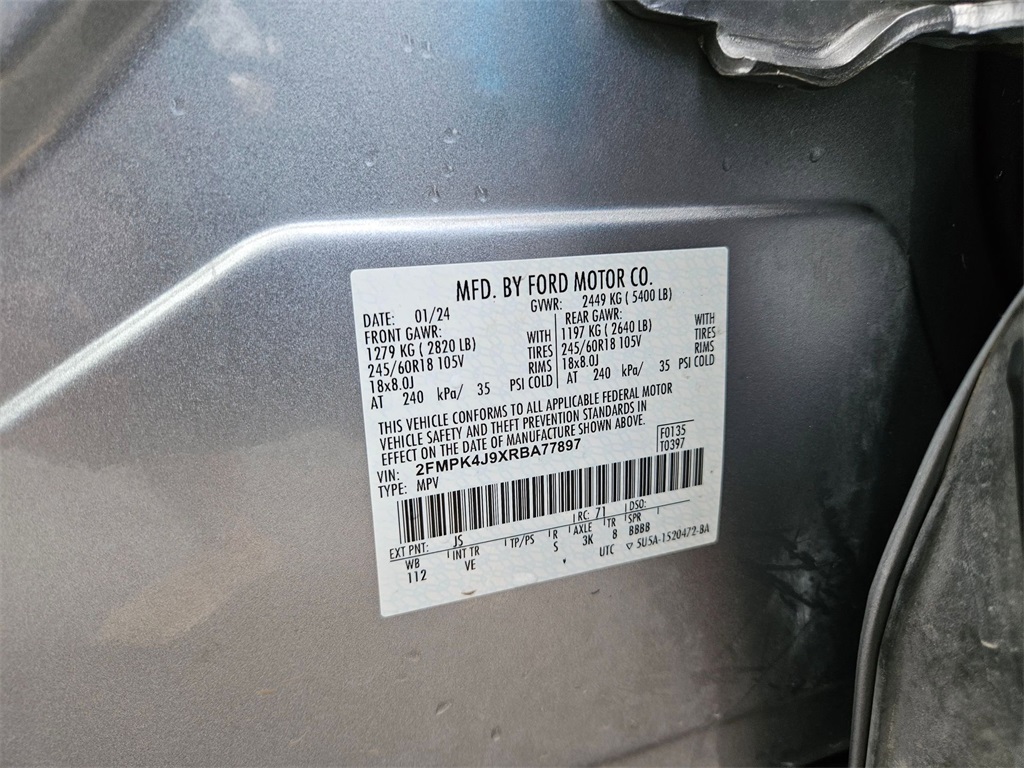 MFD. BY FORD MOTOR CO.
DATE: 01/24 GVWR: 2449 KG ( 5400 LB)
FRONT GAWR: REAR GAWR:
1279 KG ( 2820 LB) WITH 1197 KG ( 2640 LB) WITH
245/60R18 105V TIRES 245/60R18 105V TIRES
18x8.0J RIMS 18x8.0J RIMS
AT 240 kPa/ 35 PSI COLD AT 240 kPa/ 35 PSI COLD
THIS VEHICLE CONFORMS TO ALL APPLICABLE FEDERAL MOTOR
VEHICLE SAFETY AND THEFT PREVENTION STANDARDS IN
EFFECT ON THE DATE OF MANUFACTURE SHOWN ABOVE.
VIN: 2FMPK4J9XRBA77897 F0135
TYPE: MPV T0397
EXT PNT: JS RC: 71 DSO:
WB INT TR TP/PS R AXLE TR SPR
112 VE S 3K 8 BBBB
UTC ▽ 5U5A-1520472-BA